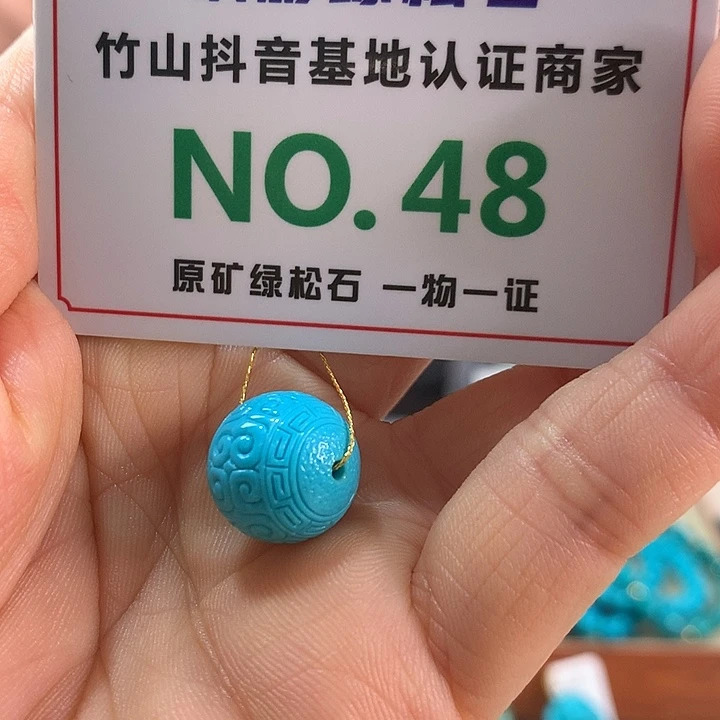 竹山抖音基地认证商家
NO.48
原矿绿松石 一物一证